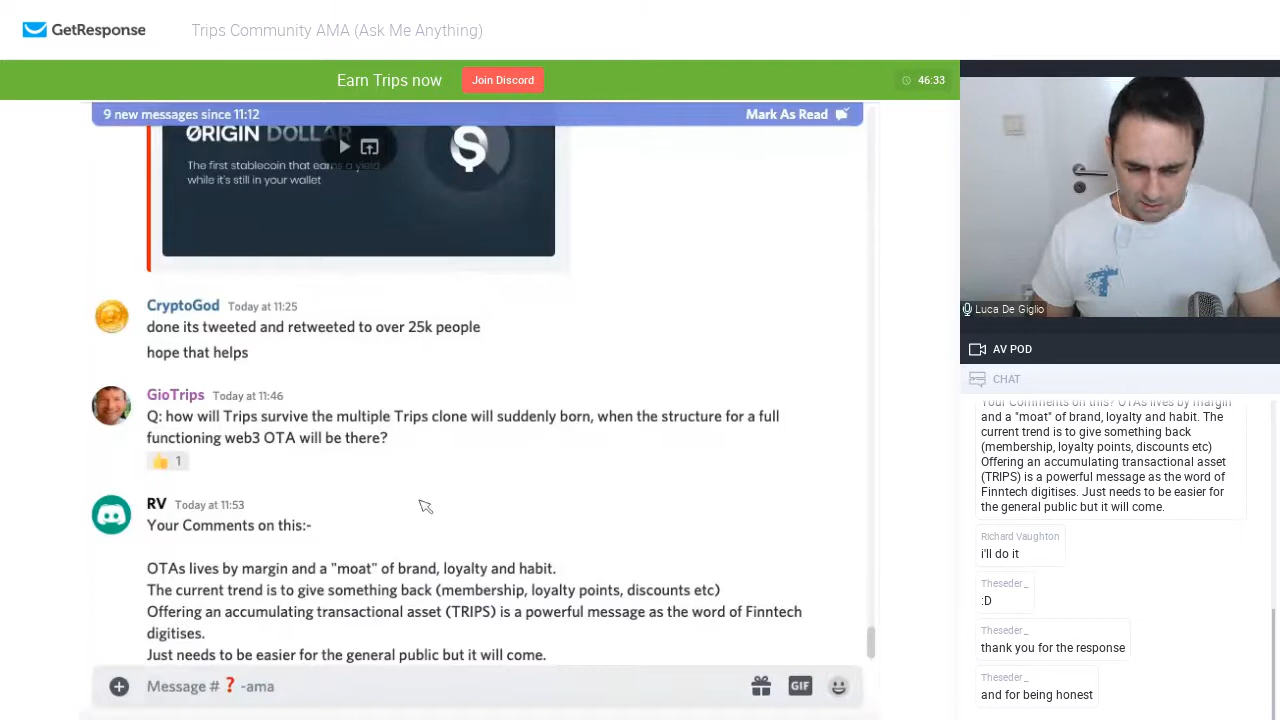 GetResponse
Trips Community AMA (Ask Me Anything)
Earn Trips now
Join Discord
46:33
9 new messages since 11:12
Mark As Read
ORIGIN DOLLAR
The first stablecoin that earns a yield
while it's still in your wallet
CryptoGod Today at 11:25
done its tweeted and retweeted to over 25k people
hope that helps
GioTrips Today at 11:46
Q: how will Trips survive the multiple Trips clone will suddenly born, when the structure for a full
functioning web3 OTA will be there?
👍 1
RV Today at 11:53
Your Comments on this:-
OTAs lives by margin and a "moat" of brand, loyalty and habit.
The current trend is to give something back (membership, loyalty points, discounts etc)
Offering an accumulating transactional asset (TRIPS) is a powerful message as the word of Finntech
digitises.
Just needs to be easier for the general public but it will come.
Message # ❓ -ama
GIF
Luca De Giglio
AV POD
CHAT
Your Comments on this? OTAs lives by margin
and a "moat" of brand, loyalty and habit. The
current trend is to give something back
(membership, loyalty points, discounts etc)
Offering an accumulating transactional asset
(TRIPS) is a powerful message as the word of
Finntech digitises. Just needs to be easier for
the general public but it will come.
Richard Vaughton
i'll do it
Theseder_
:D
Theseder_
thank you for the response
Theseder_
and for being honest